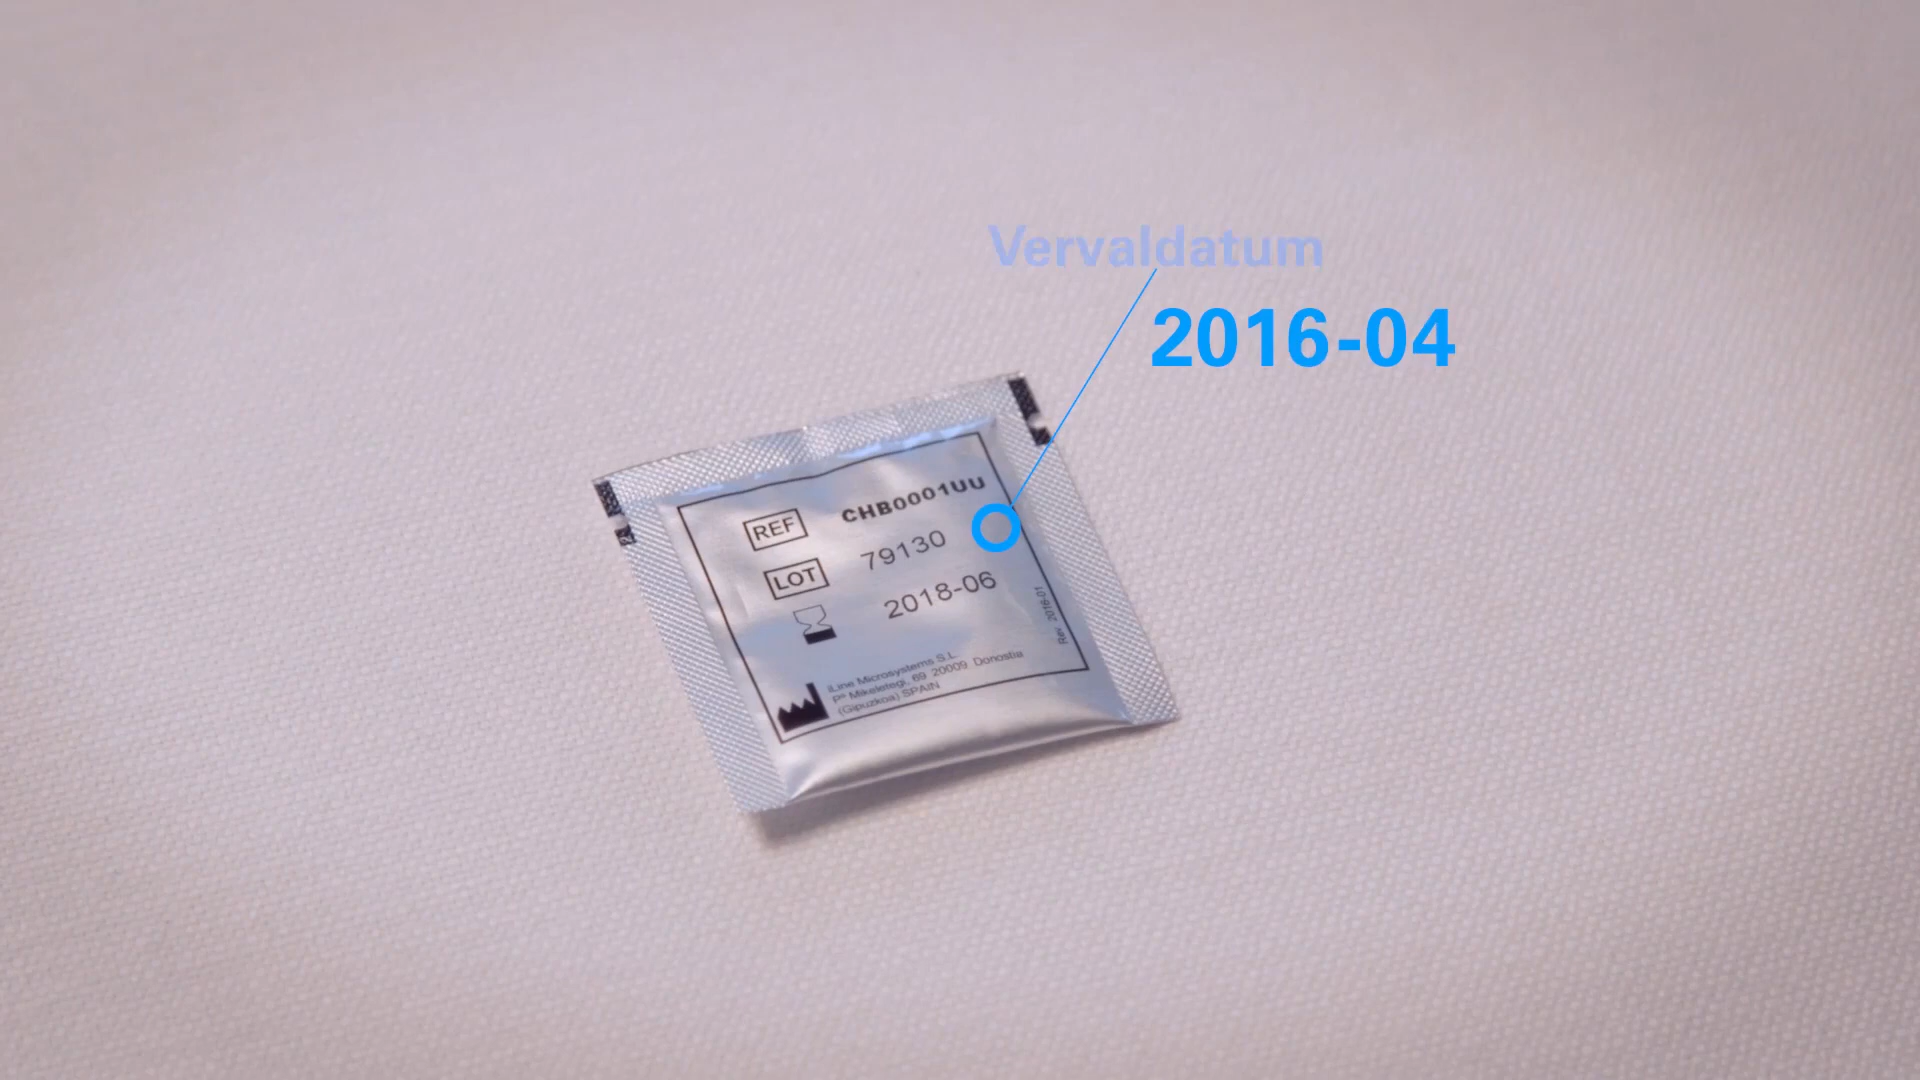 Vervaldatum
2016-04
REF CHB0001UU
LOT 79130
2018-06
iLine Microsystems S.L.
Pº Mikeletegi, 69 20009 Donostia
(Gipuzkoa) SPAIN
Rev 2016-01